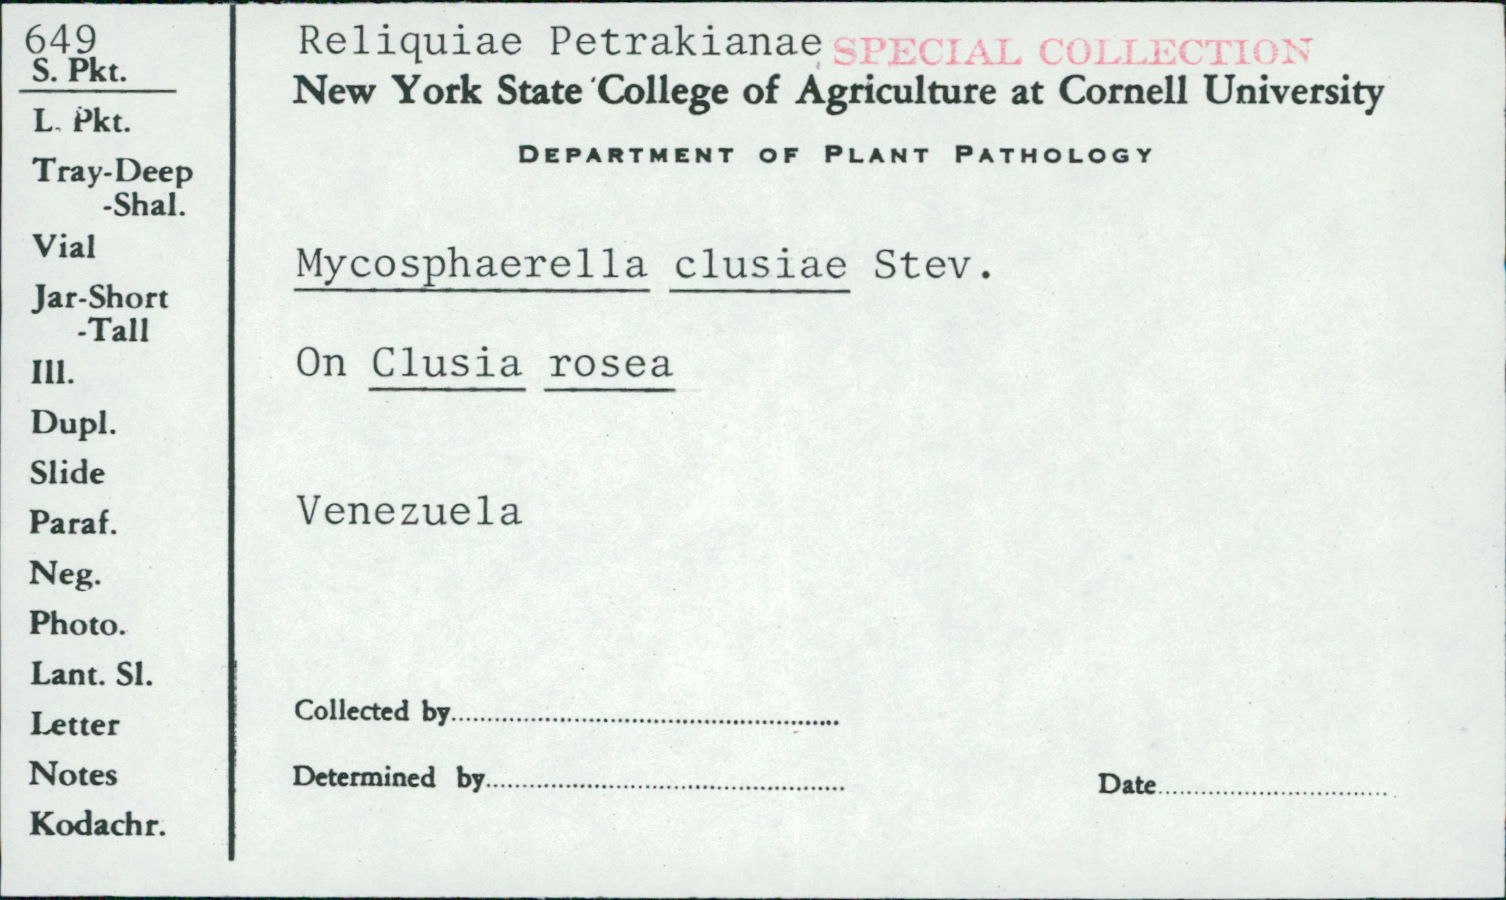 649
S. Pkt.
L. Pkt.
Tray-Deep
-Shal.
Vial
Jar-Short
-Tall
Ill.
Dupl.
Slide
Paraf.
Neg.
Photo.
Lant. Sl.
Letter
Notes
Kodachr.
Reliquiae Petrakianae SPECIAL COLLECTION
New York State College of Agriculture at Cornell University
DEPARTMENT OF PLANT PATHOLOGY
Mycosphaerella clusiae Stev.
On Clusia rosea
Venezuela
Collected by
Determined by
Date